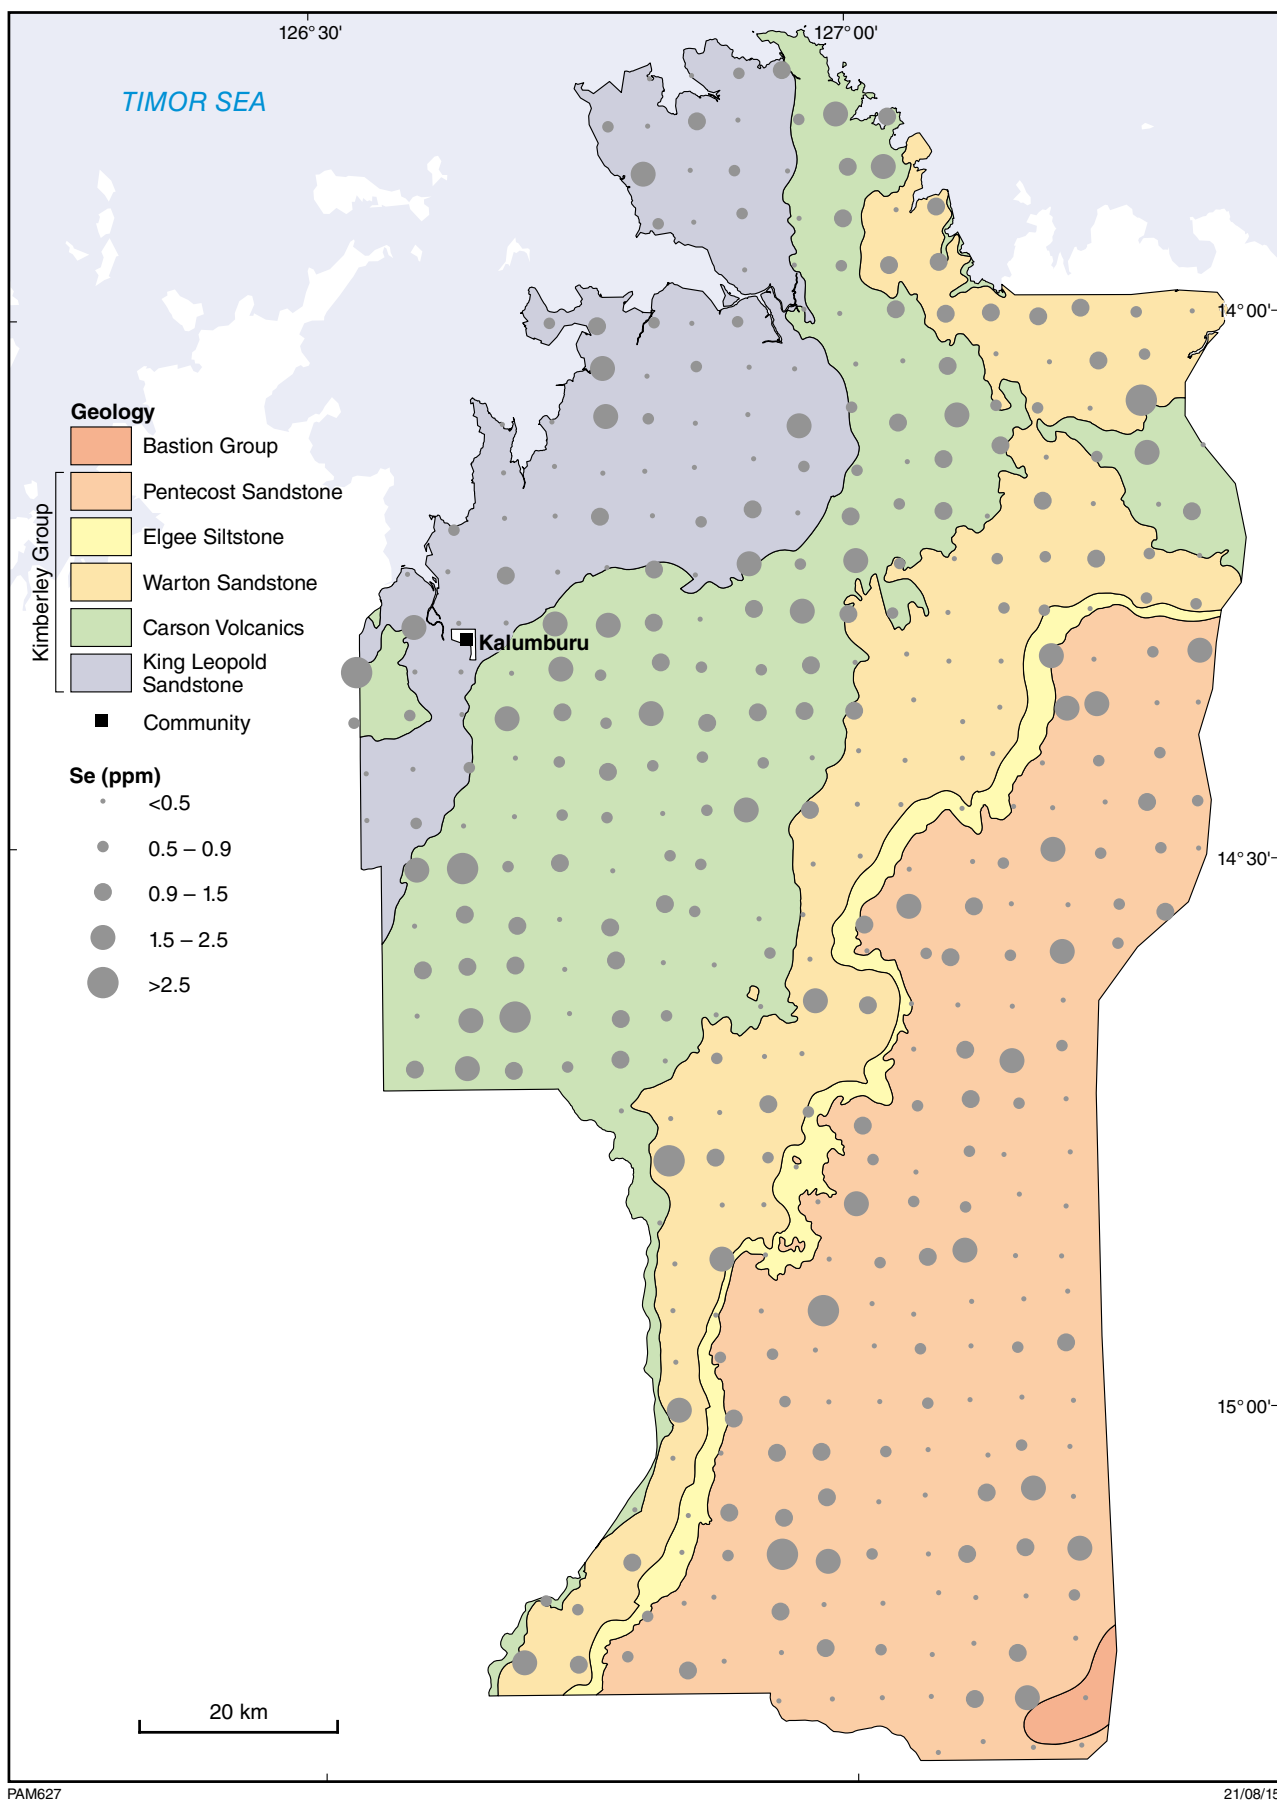 126°30'
127°00'
TIMOR SEA
14°00'
Geology
Bastion Group
Pentecost Sandstone
Elgee Siltstone
Warton Sandstone
Carson Volcanics
King Leopold
Sandstone
Kimberley Group
Community
Kalumburu
Se (ppm)
<0.5
0.5 – 0.9
0.9 – 1.5
1.5 – 2.5
>2.5
14°30'
15°00'
20 km
PAM627
21/08/15